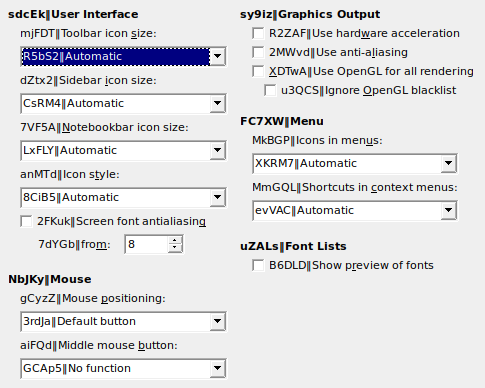 sdcEk‖User Interface
mjFDT‖Toolbar icon size:
R5bS2‖Automatic
dZtx2‖Sidebar icon size:
CsRM4‖Automatic
7VF5A‖Notebookbar icon size:
LxFLY‖Automatic
anMTd‖Icon style:
8CiB5‖Automatic
2FKuk‖Screen font antialiasing
7dYGb‖from:
8
NbJKy‖Mouse
gCyzZ‖Mouse positioning:
3rdJa‖Default button
aiFQd‖Middle mouse button:
GCAp5‖No function
sy9iz‖Graphics Output
R2ZAF‖Use hardware acceleration
2MWvd‖Use anti-aliasing
XDTwA‖Use OpenGL for all rendering
u3QCS‖Ignore OpenGL blacklist
FC7XW‖Menu
MkBGP‖Icons in menus:
XKRM7‖Automatic
MmGQL‖Shortcuts in context menus:
evVAC‖Automatic
uZALs‖Font Lists
B6DLD‖Show preview of fonts